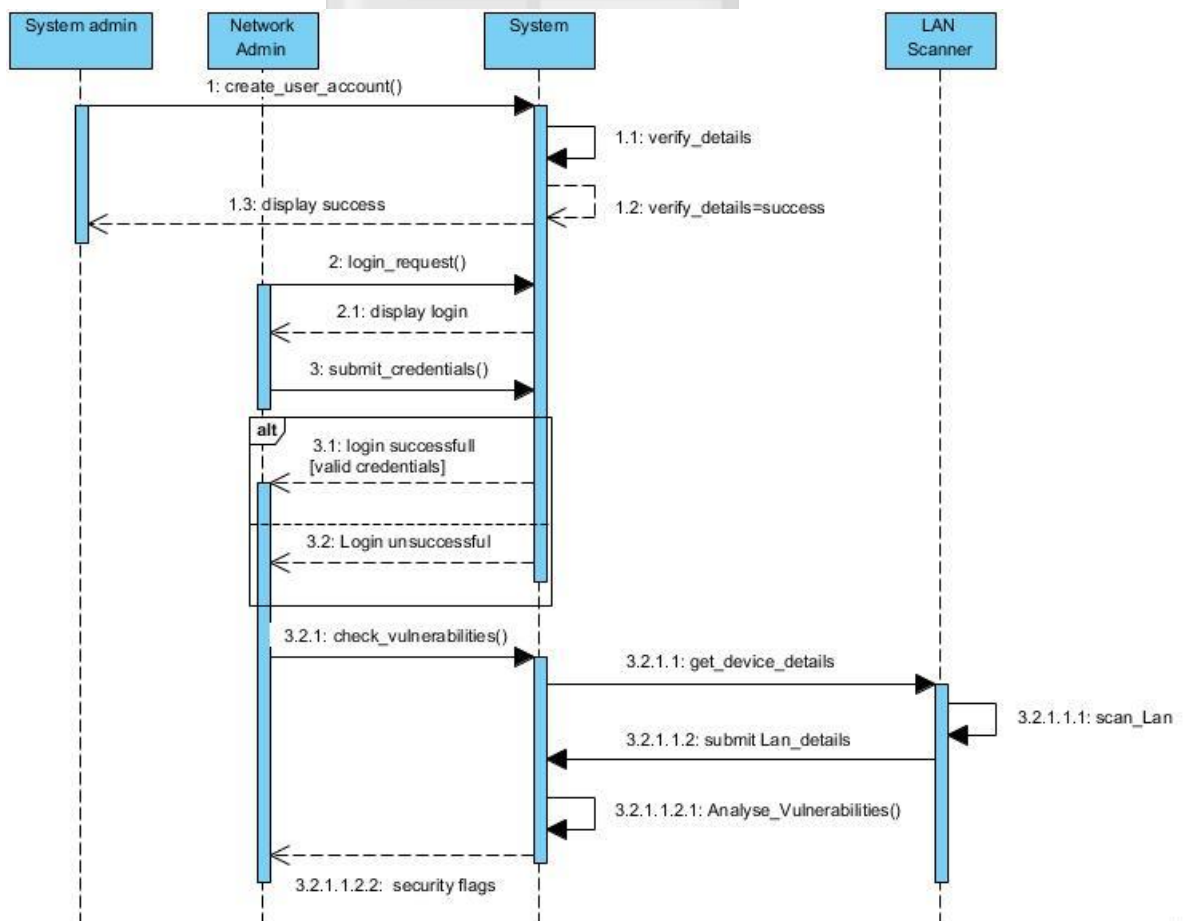 System admin
Network
Admin
System
LAN
Scanner
1: create_user_account()
1.1: verify_details
1.3: display success
1.2: verify_details=success
2: login_request()
2.1: display login
3: submit_credentials()
alt
3.1: login successfull
[valid credentials]
3.2: Login unsuccessful
3.2.1: check_vulnerabilities()
3.2.1.1: get_device_details
3.2.1.1.1: scan_Lan
3.2.1.1.2: submit Lan_details
3.2.1.1.2.1: Analyse_Vulnerabilities()
3.2.1.1.2.2: security flags